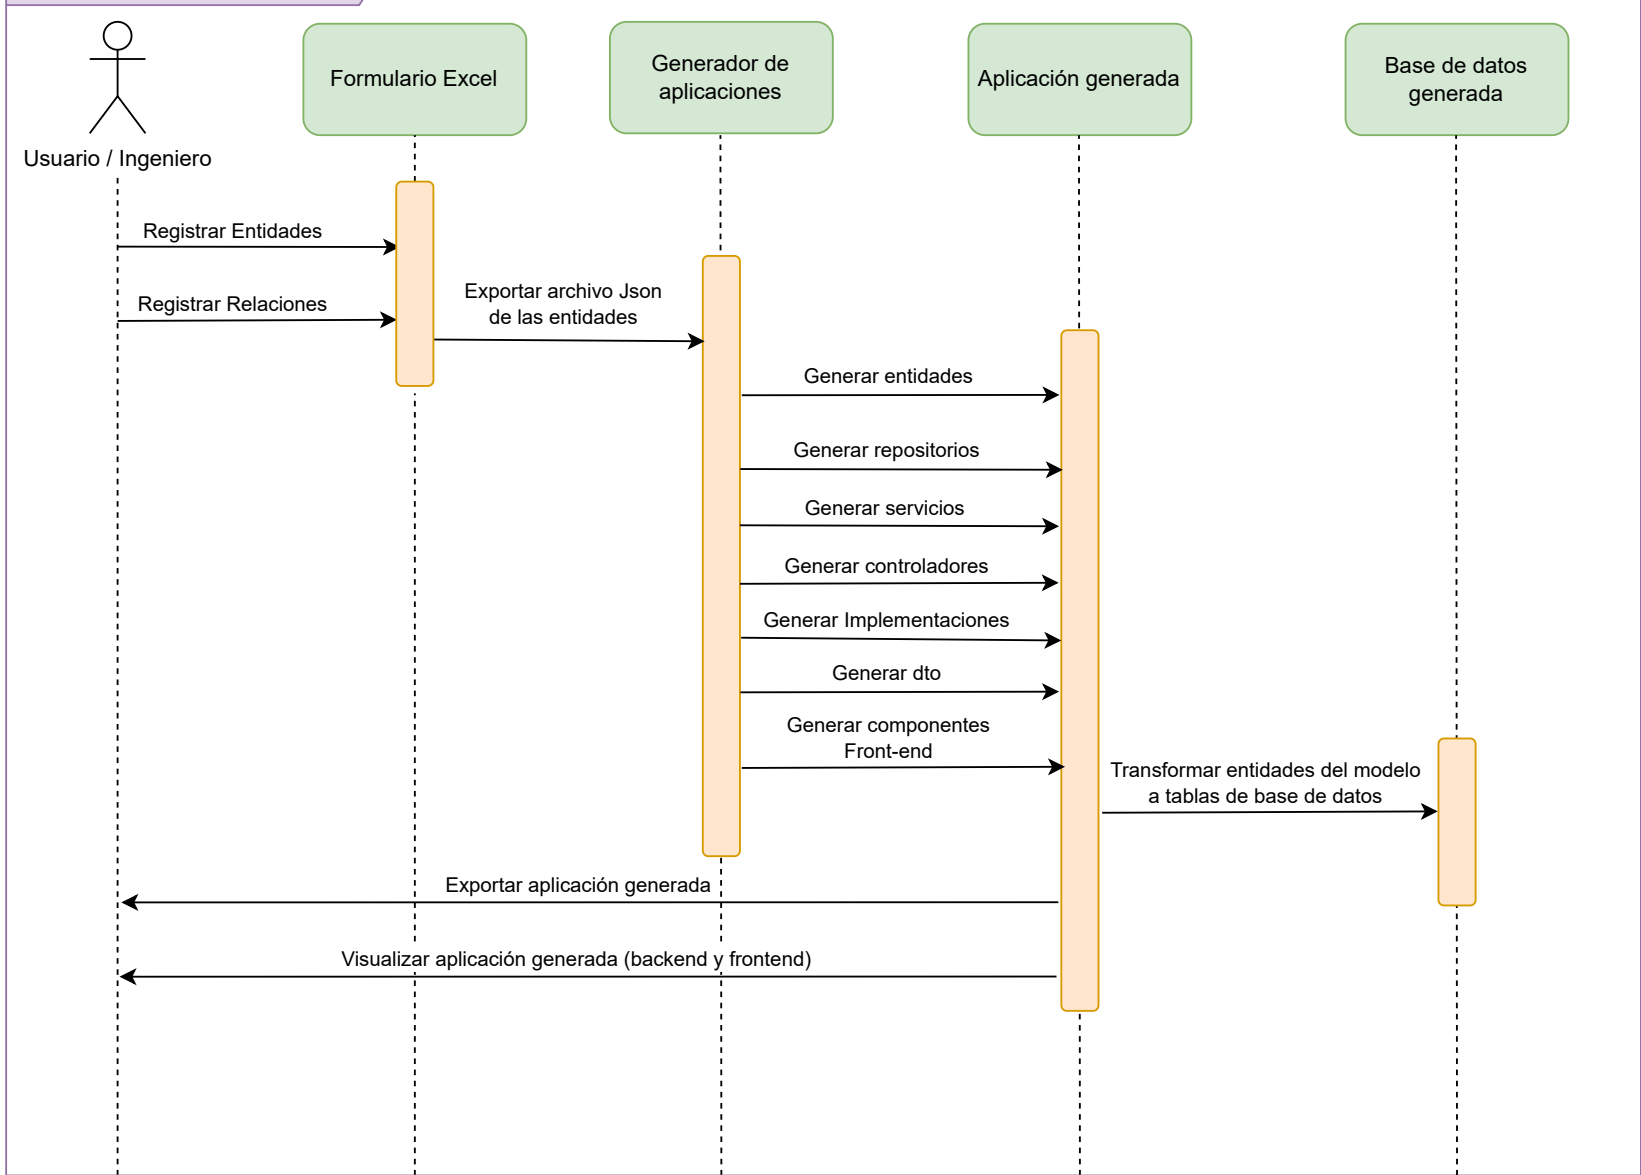 Usuario / Ingeniero
Formulario Excel
Generador de
aplicaciones
Aplicación generada
Base de datos
generada
Registrar Entidades
Registrar Relaciones
Exportar archivo Json
de las entidades
Generar entidades
Generar repositorios
Generar servicios
Generar controladores
Generar Implementaciones
Generar dto
Generar componentes
Front-end
Transformar entidades del modelo
a tablas de base de datos
Exportar aplicación generada
Visualizar aplicación generada (backend y frontend)